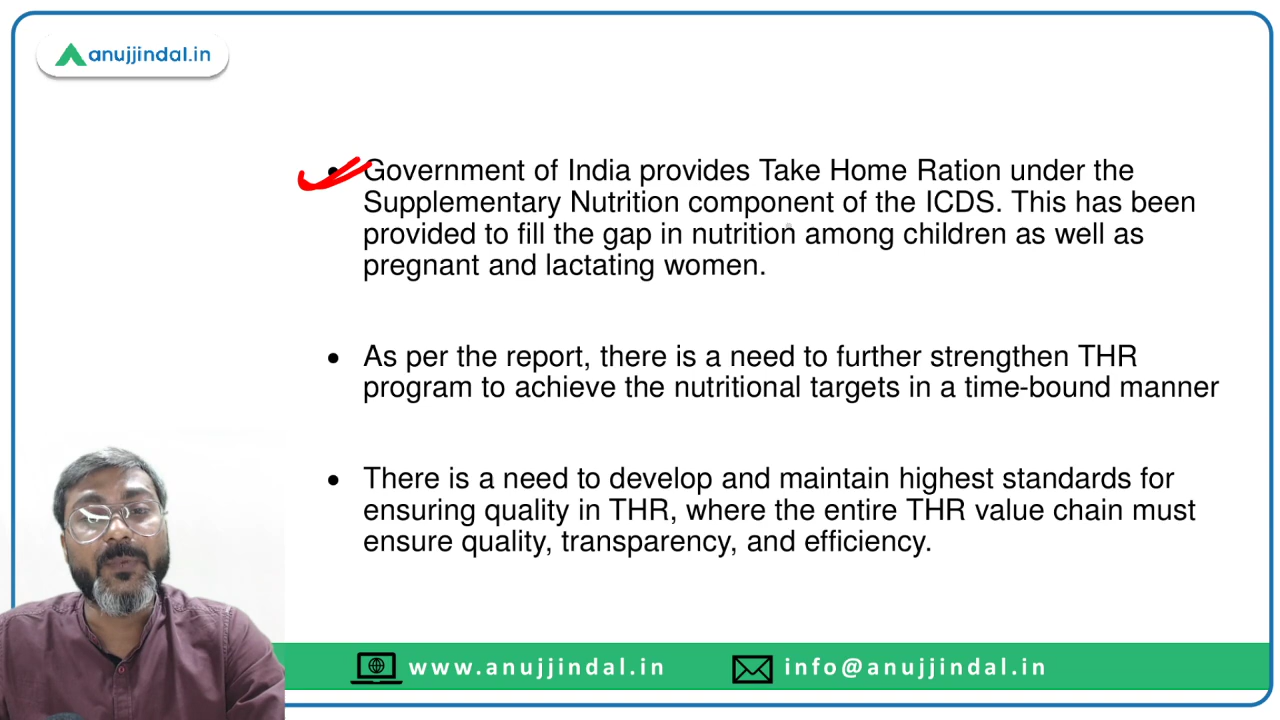 anujjindal.in
• Government of India provides Take Home Ration under the
Supplementary Nutrition component of the ICDS. This has been
provided to fill the gap in nutrition among children as well as
pregnant and lactating women.
• As per the report, there is a need to further strengthen THR
program to achieve the nutritional targets in a time-bound manner
• There is a need to develop and maintain highest standards for
ensuring quality in THR, where the entire THR value chain must
ensure quality, transparency, and efficiency.
www.anujjindal.in
info@anujjindal.in